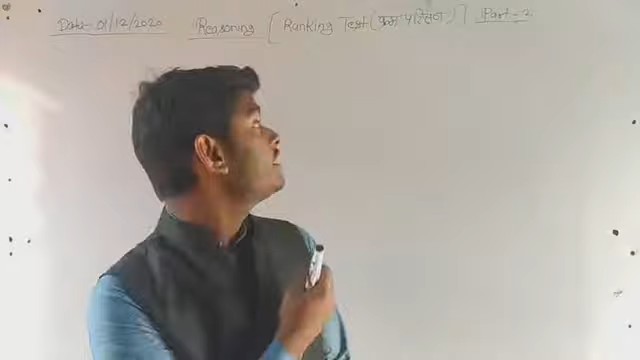 Date- 01/12/2020 Reasoning [Ranking Test (क्रम परीक्षण)] Part-2